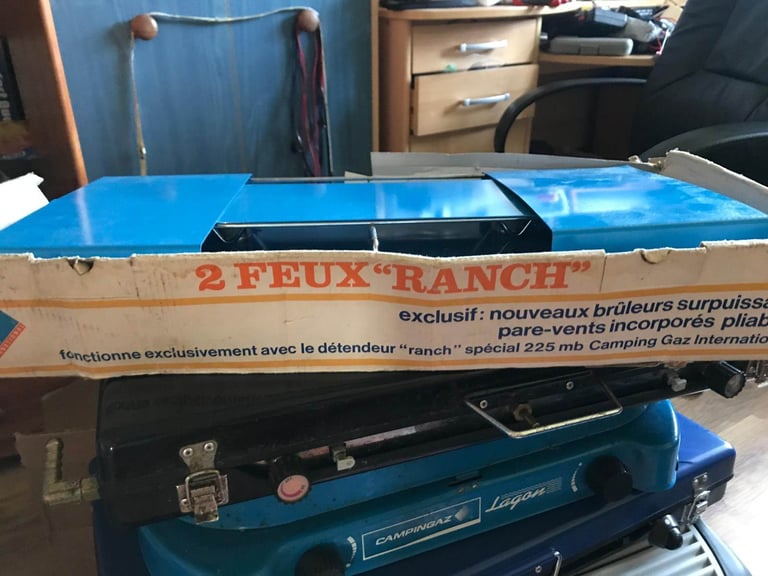 2 FEUX "RANCH"
exclusif: nouveaux brûleurs surpuissa
pare-vents incorporés pliab
fonctionne exclusivement avec le détendeur "ranch" spécial 225 mb Camping Gaz Internatio
CAMPINGAZ
Lagon